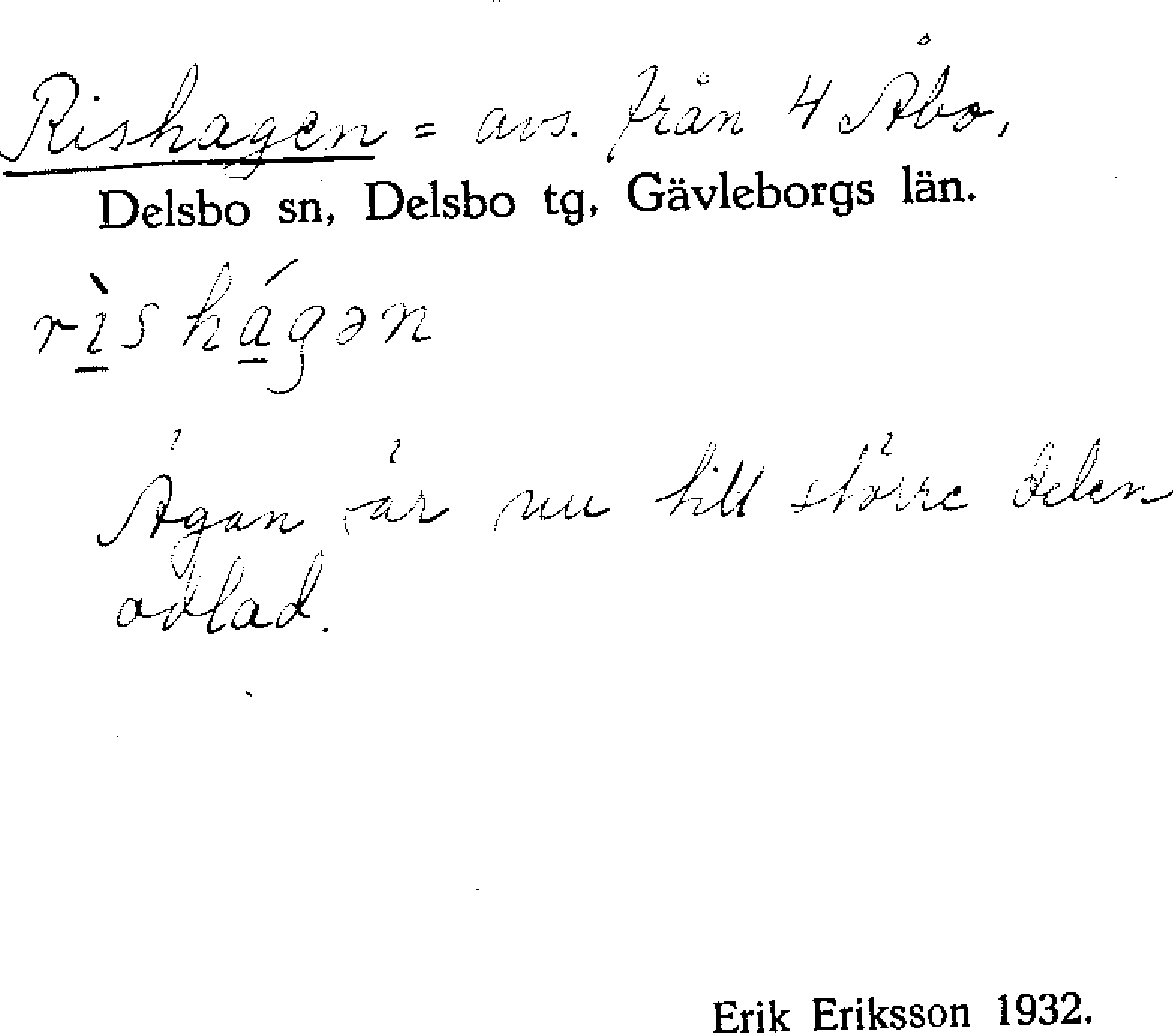 Rishagen = avs. från 4 Åbo,
Delsbo sn, Delsbo tg, Gävleborgs län.
rìshágən
Ägan är nu till större delen
odlad.
Erik Eriksson 1932.